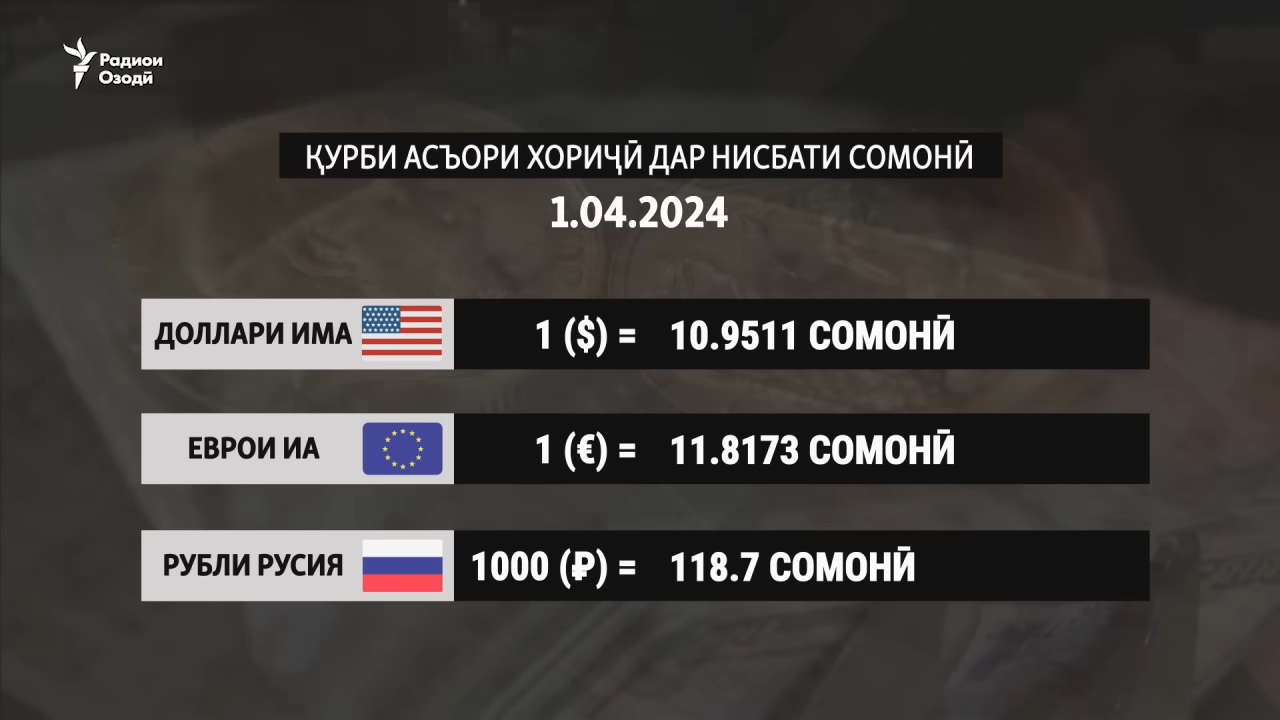 Радиои
Озодӣ
ҚУРБИ АСЪОРИ ХОРИҶӢ ДАР НИСБАТИ СОМОНӢ
1.04.2024
ДОЛЛАРИ ИМА 1 ($) = 10.9511 СОМОНӢ
ЕВРОИ ИА 1 (€) = 11.8173 СОМОНӢ
РУБЛИ РУСИЯ 1000 (₽) = 118.7 СОМОНӢ